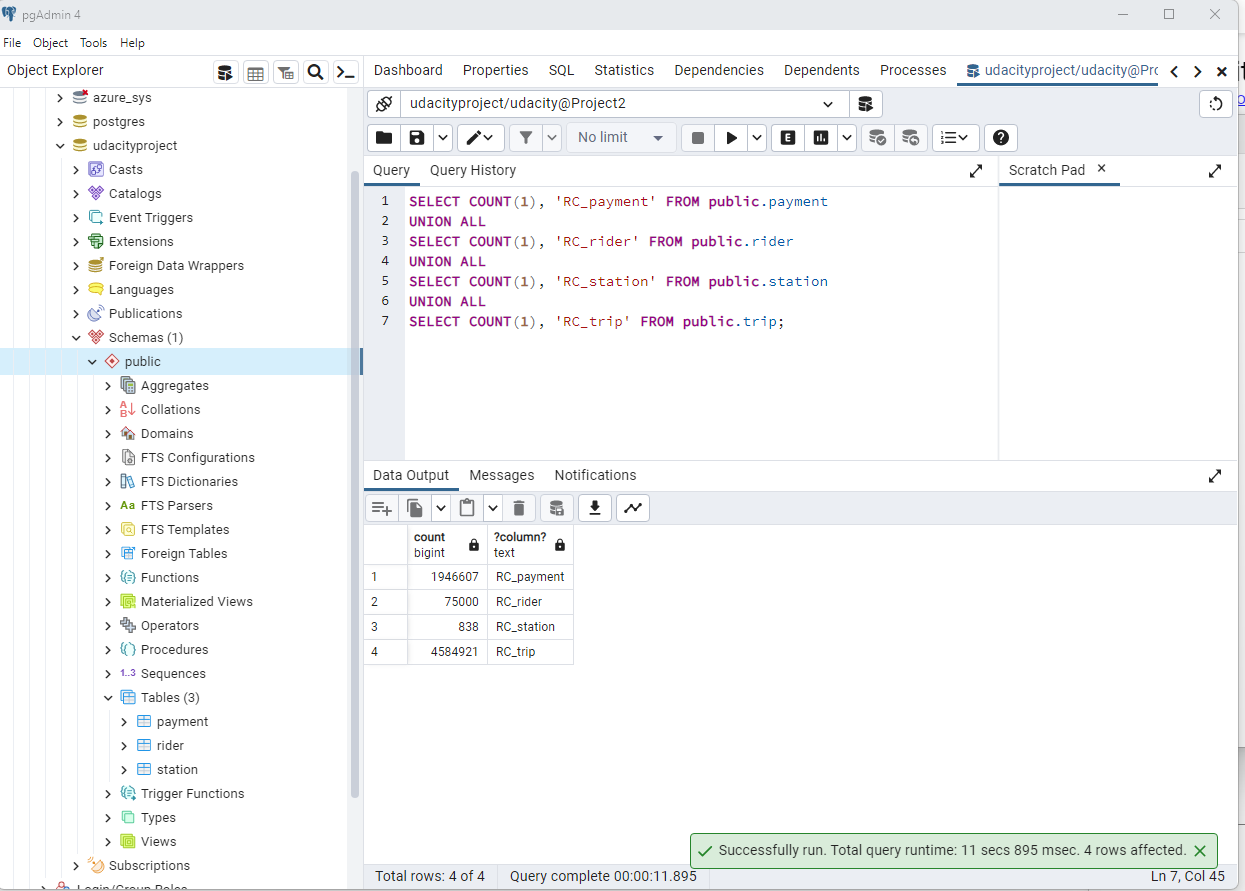 pgAdmin 4
File Object Tools Help
Object Explorer
Dashboard Properties SQL Statistics Dependencies Dependents Processes udacityproject/udacity@Pro
azure_sys
postgres
udacityproject
Casts
Catalogs
Event Triggers
Extensions
Foreign Data Wrappers
Languages
Publications
Schemas (1)
public
Aggregates
Collations
Domains
FTS Configurations
FTS Dictionaries
Aa FTS Parsers
FTS Templates
Foreign Tables
Functions
Materialized Views
Operators
Procedures
1..3 Sequences
Tables (3)
payment
rider
station
Trigger Functions
Types
Views
Subscriptions
Login/Group Roles
udacityproject/udacity@Project2
No limit
E
Query Query History
Scratch Pad
1 SELECT COUNT(1), 'RC_payment' FROM public.payment
2 UNION ALL
3 SELECT COUNT(1), 'RC_rider' FROM public.rider
4 UNION ALL
5 SELECT COUNT(1), 'RC_station' FROM public.station
6 UNION ALL
7 SELECT COUNT(1), 'RC_trip' FROM public.trip;
Data Output Messages Notifications
count ?column?
bigint text
1 1946607 RC_payment
2 75000 RC_rider
3 838 RC_station
4 4584921 RC_trip
Successfully run. Total query runtime: 11 secs 895 msec. 4 rows affected.
Total rows: 4 of 4 Query complete 00:00:11.895 Ln 7, Col 45